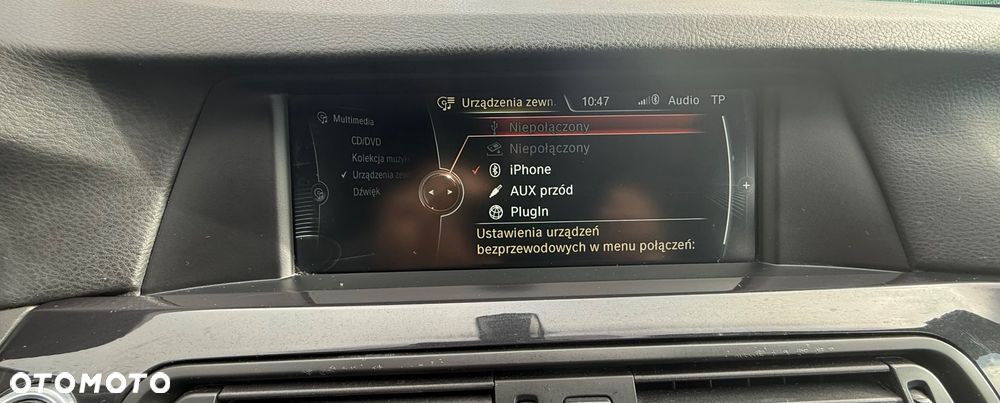 Urządzenia zewn. 10:47 Audio TP
Multimedia
CD/DVD
Kolekcja muzyk
Urządzenia zew
Dźwięk
Niepołączony
Niepołączony
iPhone
AUX przód
PlugIn
Ustawienia urządzeń
bezprzewodowych w menu połączeń:
OTOMOTO